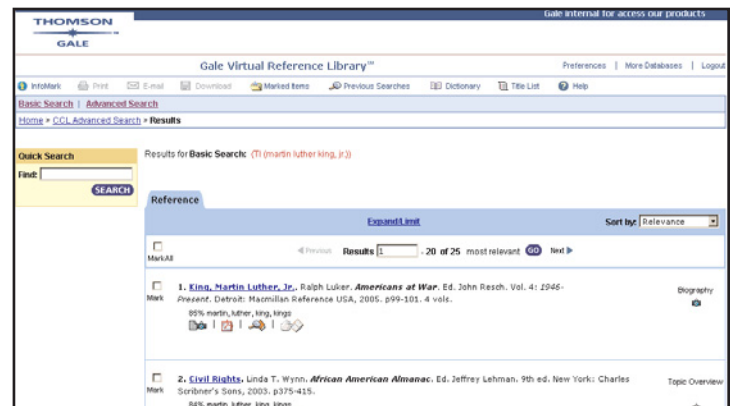 Gale internal for access our products
THOMSON
GALE
Gale Virtual Reference Library™
Preferences | More Databases | Logout
InfoMark Print E-mail Download Marked Items Previous Searches Dictionary Title List Help
Basic Search | Advanced Search
Home > CCL Advanced Search > Results
Quick Search
Find:
SEARCH
Results for Basic Search: (TI (martin luther king, jr.))
Reference
Expand/Limit
Sort by: Relevance
Mark All
Previous Results 1 - 20 of 25 most relevant GO Next
Mark
1. King, Martin Luther, Jr., Ralph Luker. Americans at War. Ed. John Resch. Vol. 4: 1946-
Present. Detroit: Macmillan Reference USA, 2005. p99-101. 4 vols.
Biography
85% martin, luther, king, kings
Mark
2. Civil Rights, Linda T. Wynn. African American Almanac. Ed. Jeffrey Lehman. 9th ed. New York: Charles
Scribner's Sons, 2003. p375-415.
Topic Overview
84% martin, luther, king, kings